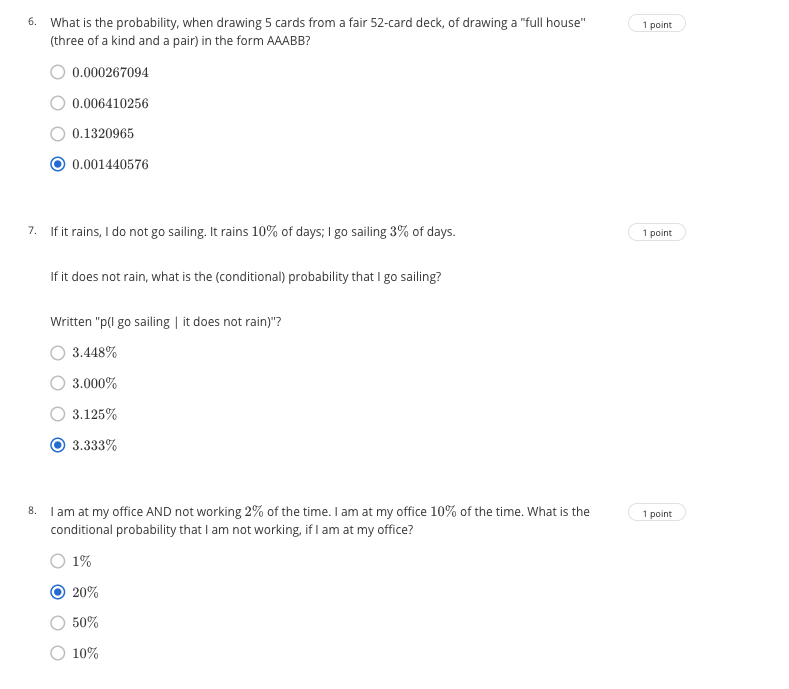 6. What is the probability, when drawing 5 cards from a fair 52-card deck, of drawing a "full house" 1 point
(three of a kind and a pair) in the form AAABB?
0.000267094
0.006410256
0.1320965
0.001440576
7. If it rains, I do not go sailing. It rains 10% of days; I go sailing 3% of days. 1 point
If it does not rain, what is the (conditional) probability that I go sailing?
Written "p(I go sailing | it does not rain)"?
3.448%
3.000%
3.125%
3.333%
8. I am at my office AND not working 2% of the time. I am at my office 10% of the time. What is the 1 point
conditional probability that I am not working, if I am at my office?
1%
20%
50%
10%